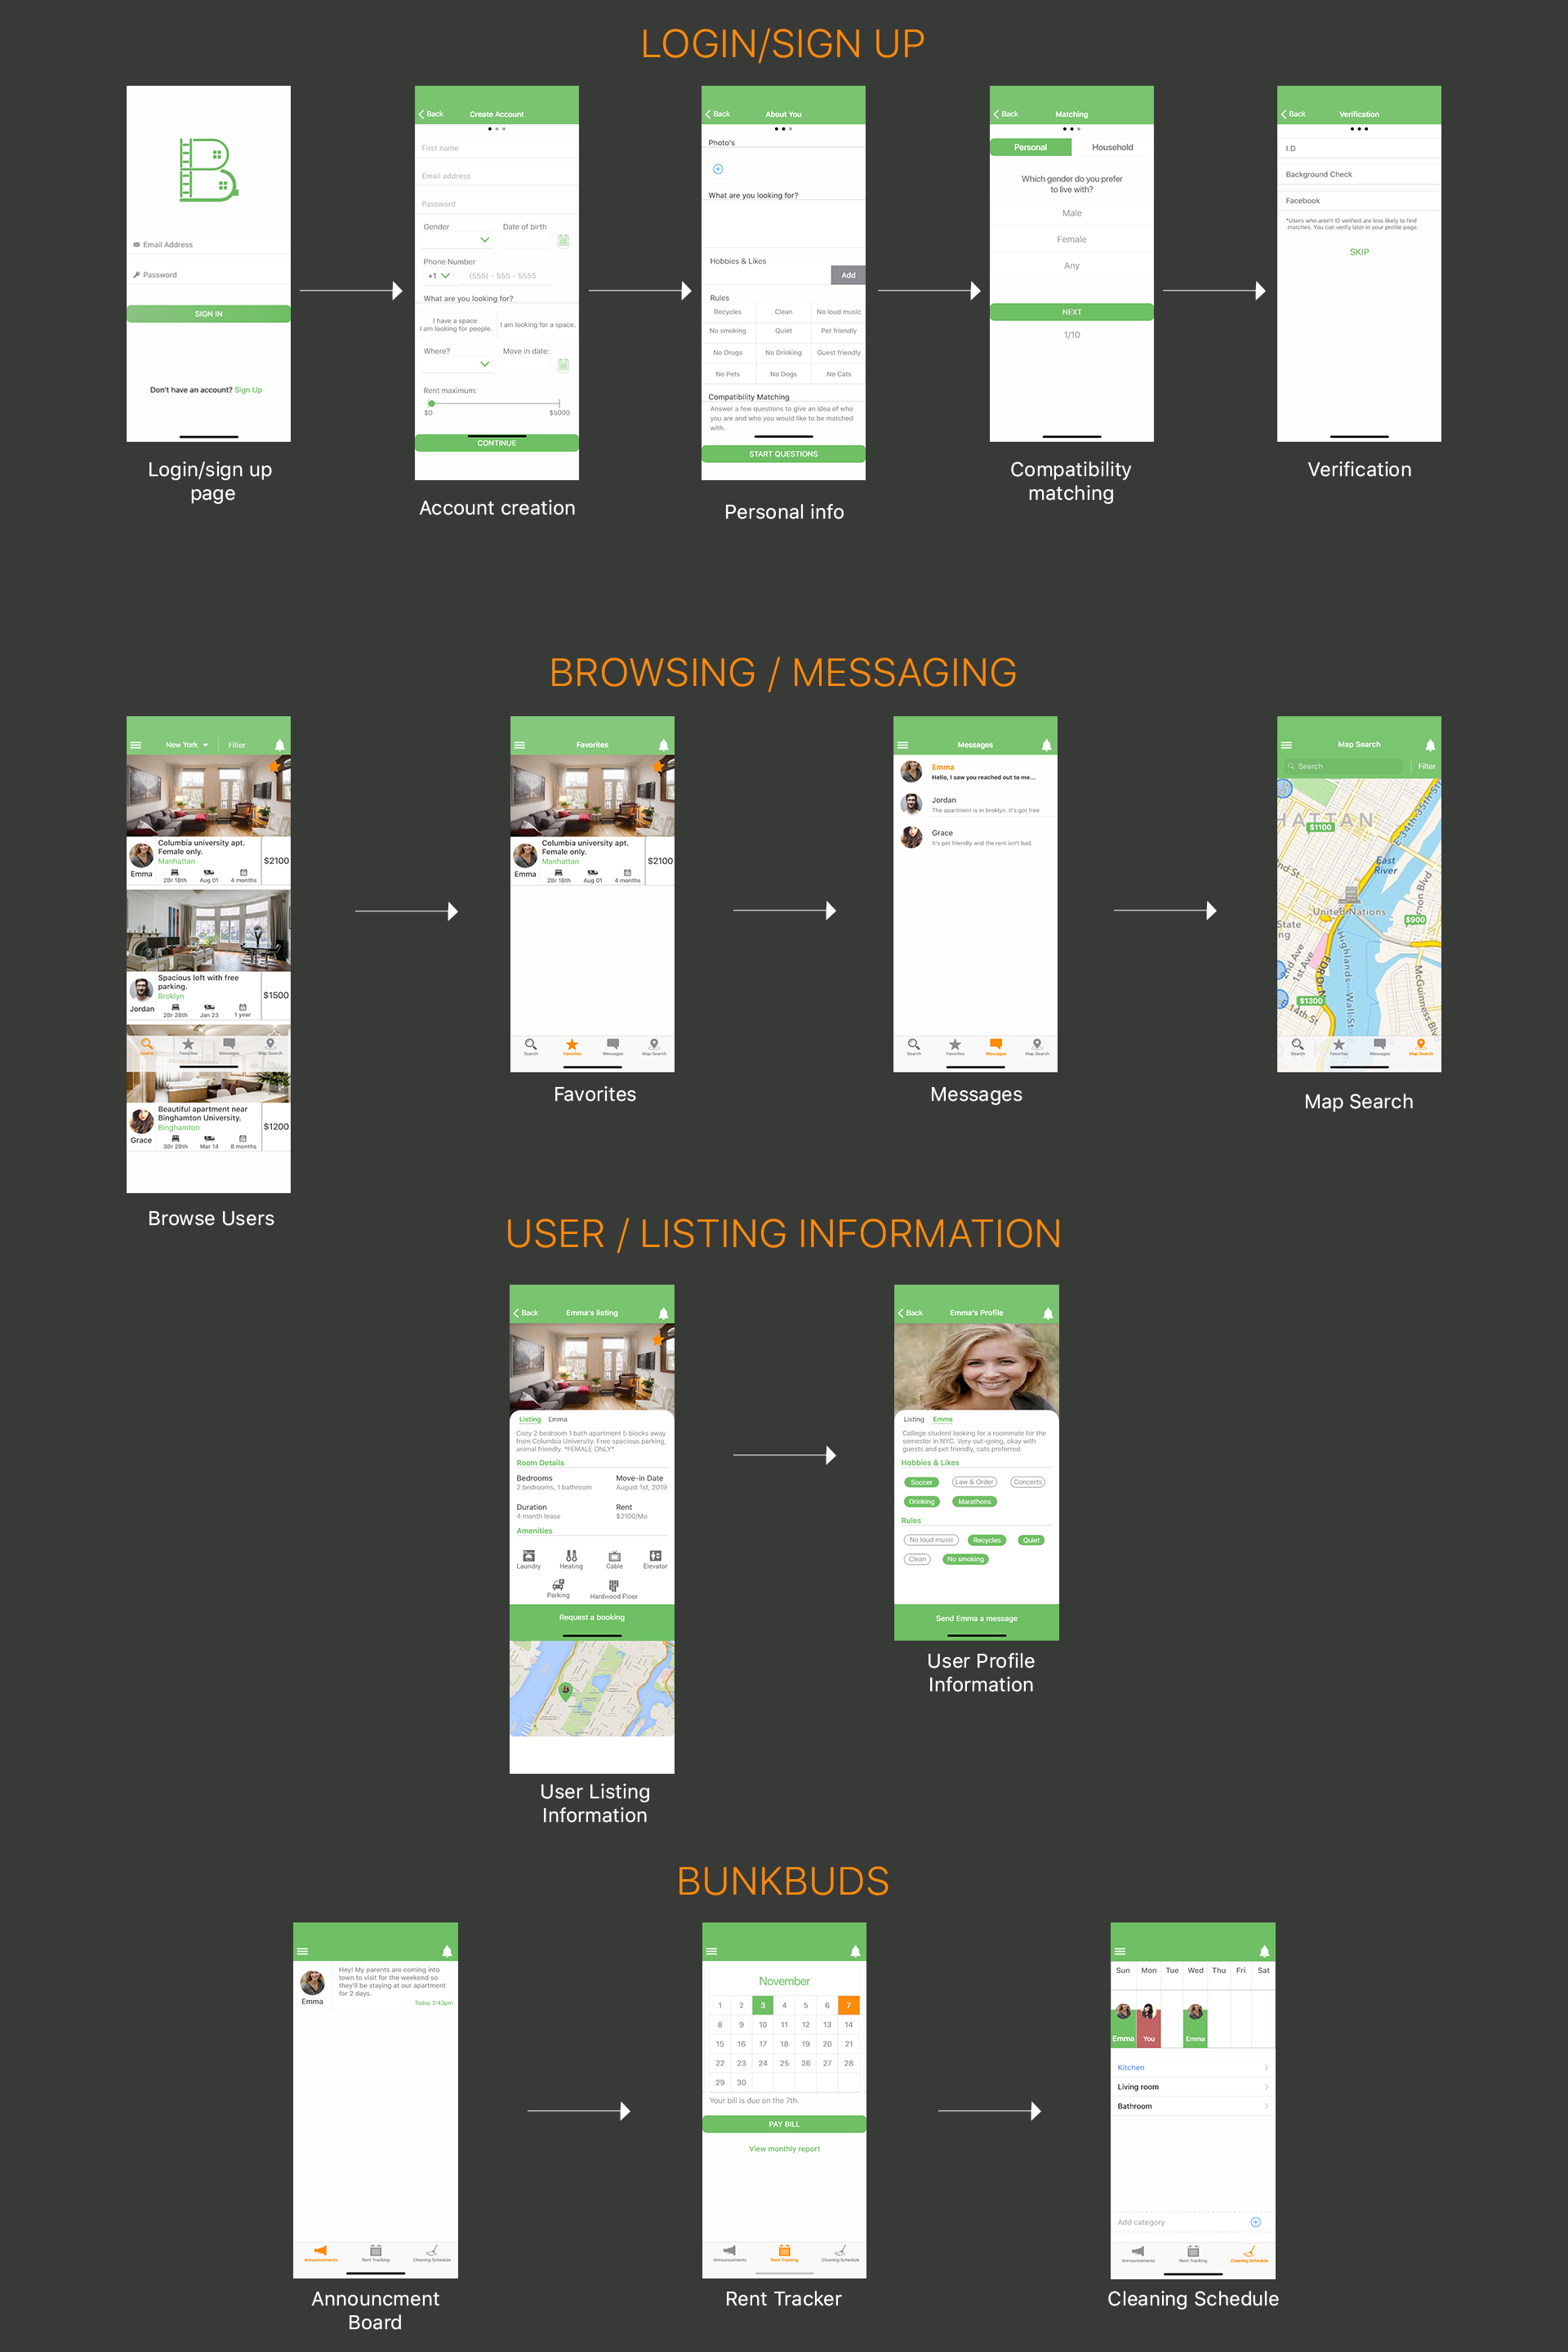 LOGIN/SIGN UP
Email Address
Password
SIGN IN
Don't have an account? Sign Up
Login/sign up
page
Back Create Account
First name
Email address
Password
Gender Date of birth
Phone Number
+1 (555) - 555 - 5555
What are you looking for?
I have a space
I am looking for people.
I am looking for a space.
Where? Move in date:
Rent maximum:
$0 $5000
CONTINUE
Account creation
Back About You
Photo's
What are you looking for?
Hobbies & Likes
Add
Rules
Recycles Clean No loud music
No smoking Quiet Pet friendly
No Drugs No Drinking Guest friendly
No Pets No Dogs No Cats
Compatibility Matching
Answer a few questions to give an idea of who
you are and who you would like to be matched
with.
START QUESTIONS
Personal info
Back Matching
Personal Household
Which gender do you prefer
to live with?
Male
Female
Any
NEXT
1/10
Compatibility
matching
Back Verification
I.D
Background Check
Facebook
*Users who aren't ID verified are less likely to find
matches. You can verify later in your profile page.
SKIP
Verification
BROWSING / MESSAGING
New York Filter
Columbia university apt.
Female only.
Manhattan
$2100
Emma
2Br 1Bth Aug 01 4 months
Spacious loft with free
parking.
Broklyn
$1500
Jordan
2Br 2Bth Jan 23 1 year
Search Favorites Messages Map Search
Beautiful apartment near
Binghamton University.
Binghamton
$1200
Grace
3Br 2Bth Mar 14 8 months
Browse Users
Favorites
Columbia university apt.
Female only.
Manhattan
$2100
Emma
2Br 1Bth Aug 01 4 months
Search Favorites Messages Map Search
Favorites
Messages
Emma
Hello, I saw you reached out to me...
Jordan
The apartment is in broklyn. It's got free
Grace
It's pet friendly and the rent isn't bad.
Search Favorites Messages Map Search
Messages
Map Search
Search Filter
HATTAN
$1100
E 34th-35th St
East
River
2nd St
United Nations
$900
State
ng
2nd Ave
1st Ave
FDR Dr
Highlands - Wall St
McGuinness Blvd
$1300
E 14th St
Search Favorites Messages Map Search
Map Search
USER / LISTING INFORMATION
Back Emma's listing
Listing Emma
Cozy 2 bedroom 1 bath apartment 5 blocks away
from Columbia University. Free spacious parking,
animal friendly. *FEMALE ONLY*.
Room Details
Bedrooms Move-in Date
2 bedrooms, 1 bathroom August 1st, 2019
Duration Rent
4 month lease $2100/Mo
Amenities
Laundry Heating Cable Elevator
Parking Hardwood Floor
Request a booking
User Listing
Information
Back Emma's Profile
Listing Emma
College student looking for a roommate for the
semester in NYC. Very out-going, okay with
guests and pet friendly, cats preferred.
Hobbies & Likes
Soccer Law & Order Concerts
Drinking Marathons
Rules
No loud music Recycles Quiet
Clean No smoking
Send Emma a message
User Profile
Information
BUNKBUDS
Hey! My parents are coming into
town to visit for the weekend so
they'll be staying at our apartment
for 2 days.
Emma
Today 2:43pm
Announcements Rent Tracking Cleaning Schedule
Announcment
Board
November
1 2 3 4 5 6 7
8 9 10 11 12 13 14
15 16 17 18 19 20 21
22 23 24 25 26 27 28
29 30
Your bill is due on the 7th.
PAY BILL
View monthly report
Announcements Rent Tracking Cleaning Schedule
Rent Tracker
Sun Mon Tue Wed Thu Fri Sat
Emma You Emma
Kitchen
Living room
Bathroom
Add category
Announcements Rent Tracking Cleaning Schedule
Cleaning Schedule